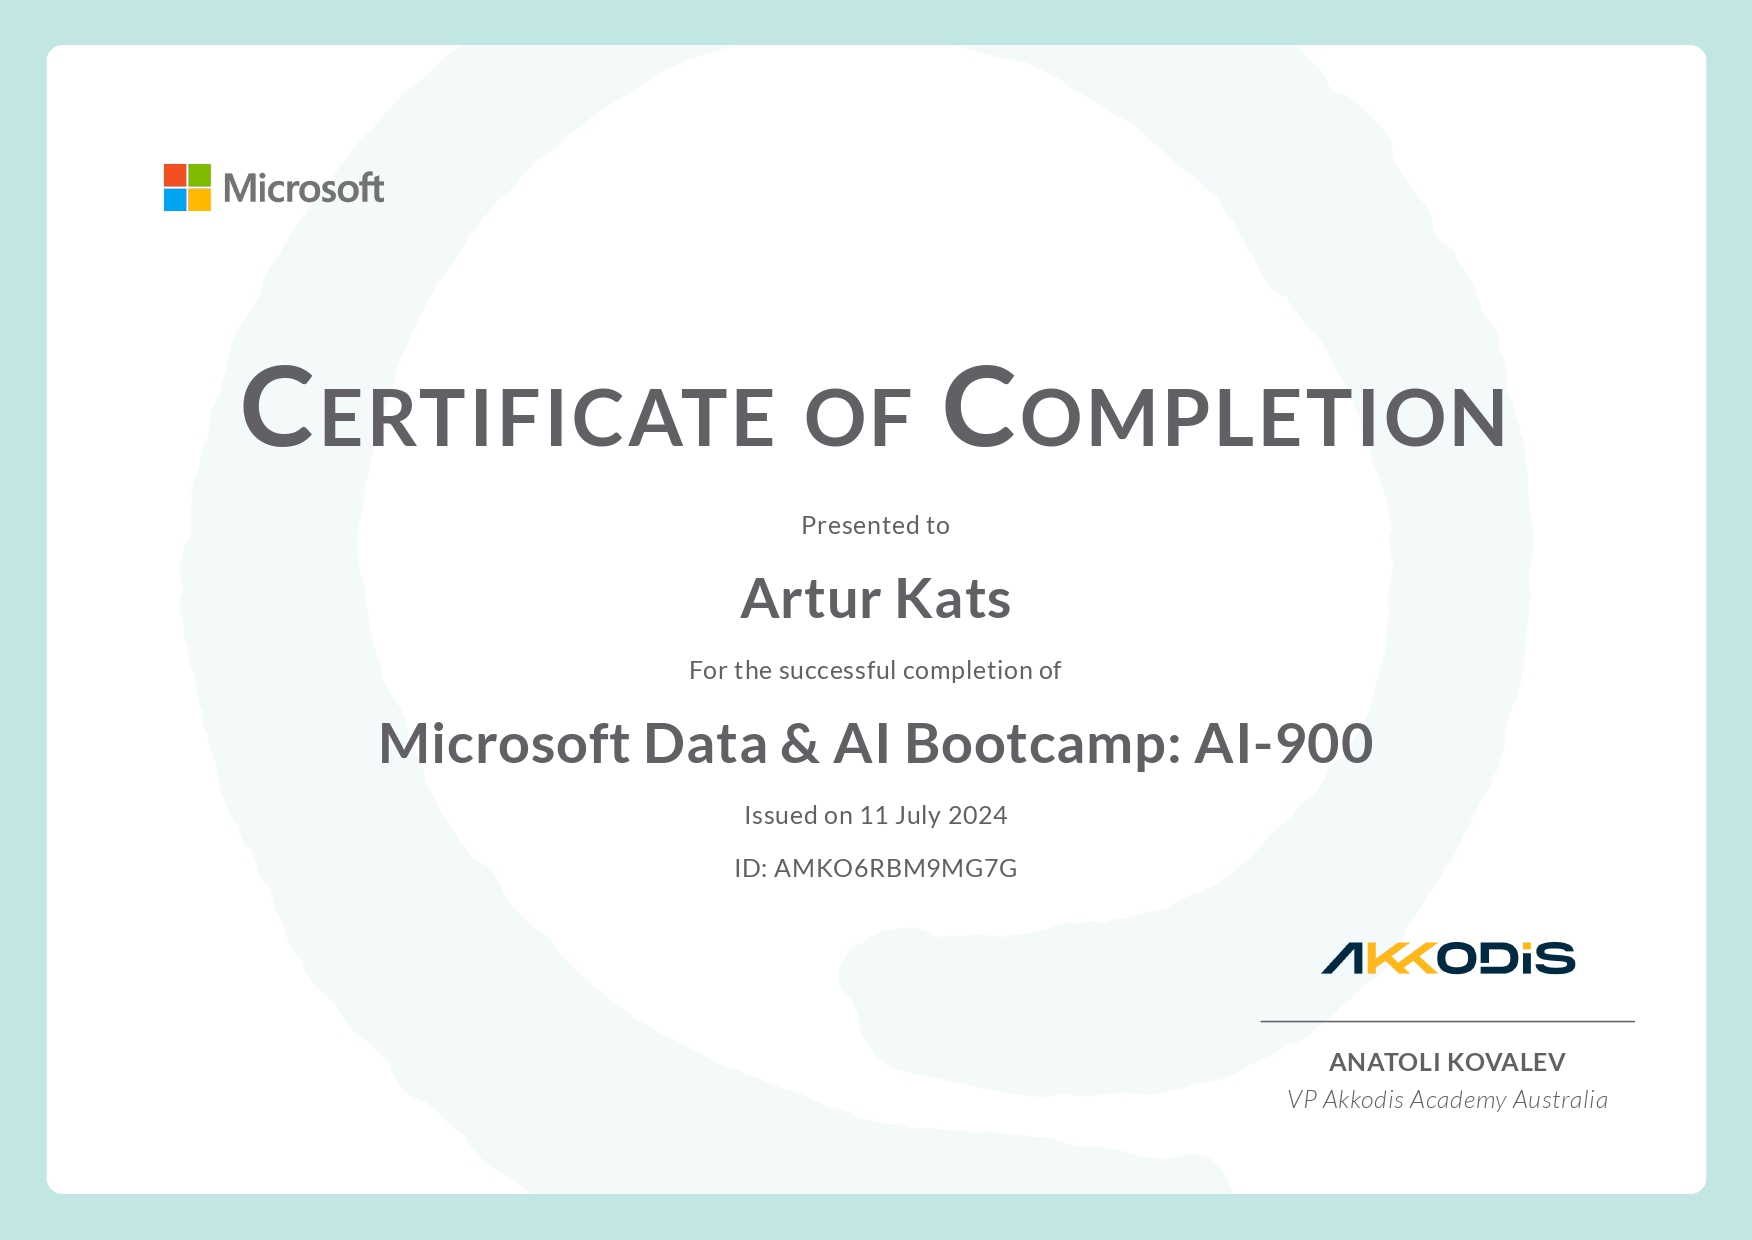 Microsoft
CERTIFICATE OF COMPLETION
Presented to
Artur Kats
For the successful completion of
Microsoft Data & AI Bootcamp: AI-900
Issued on 11 July 2024
ID: AMKO6RBM9MG7G
AKKODiS
ANATOLI KOVALEV
VP Akkodis Academy Australia